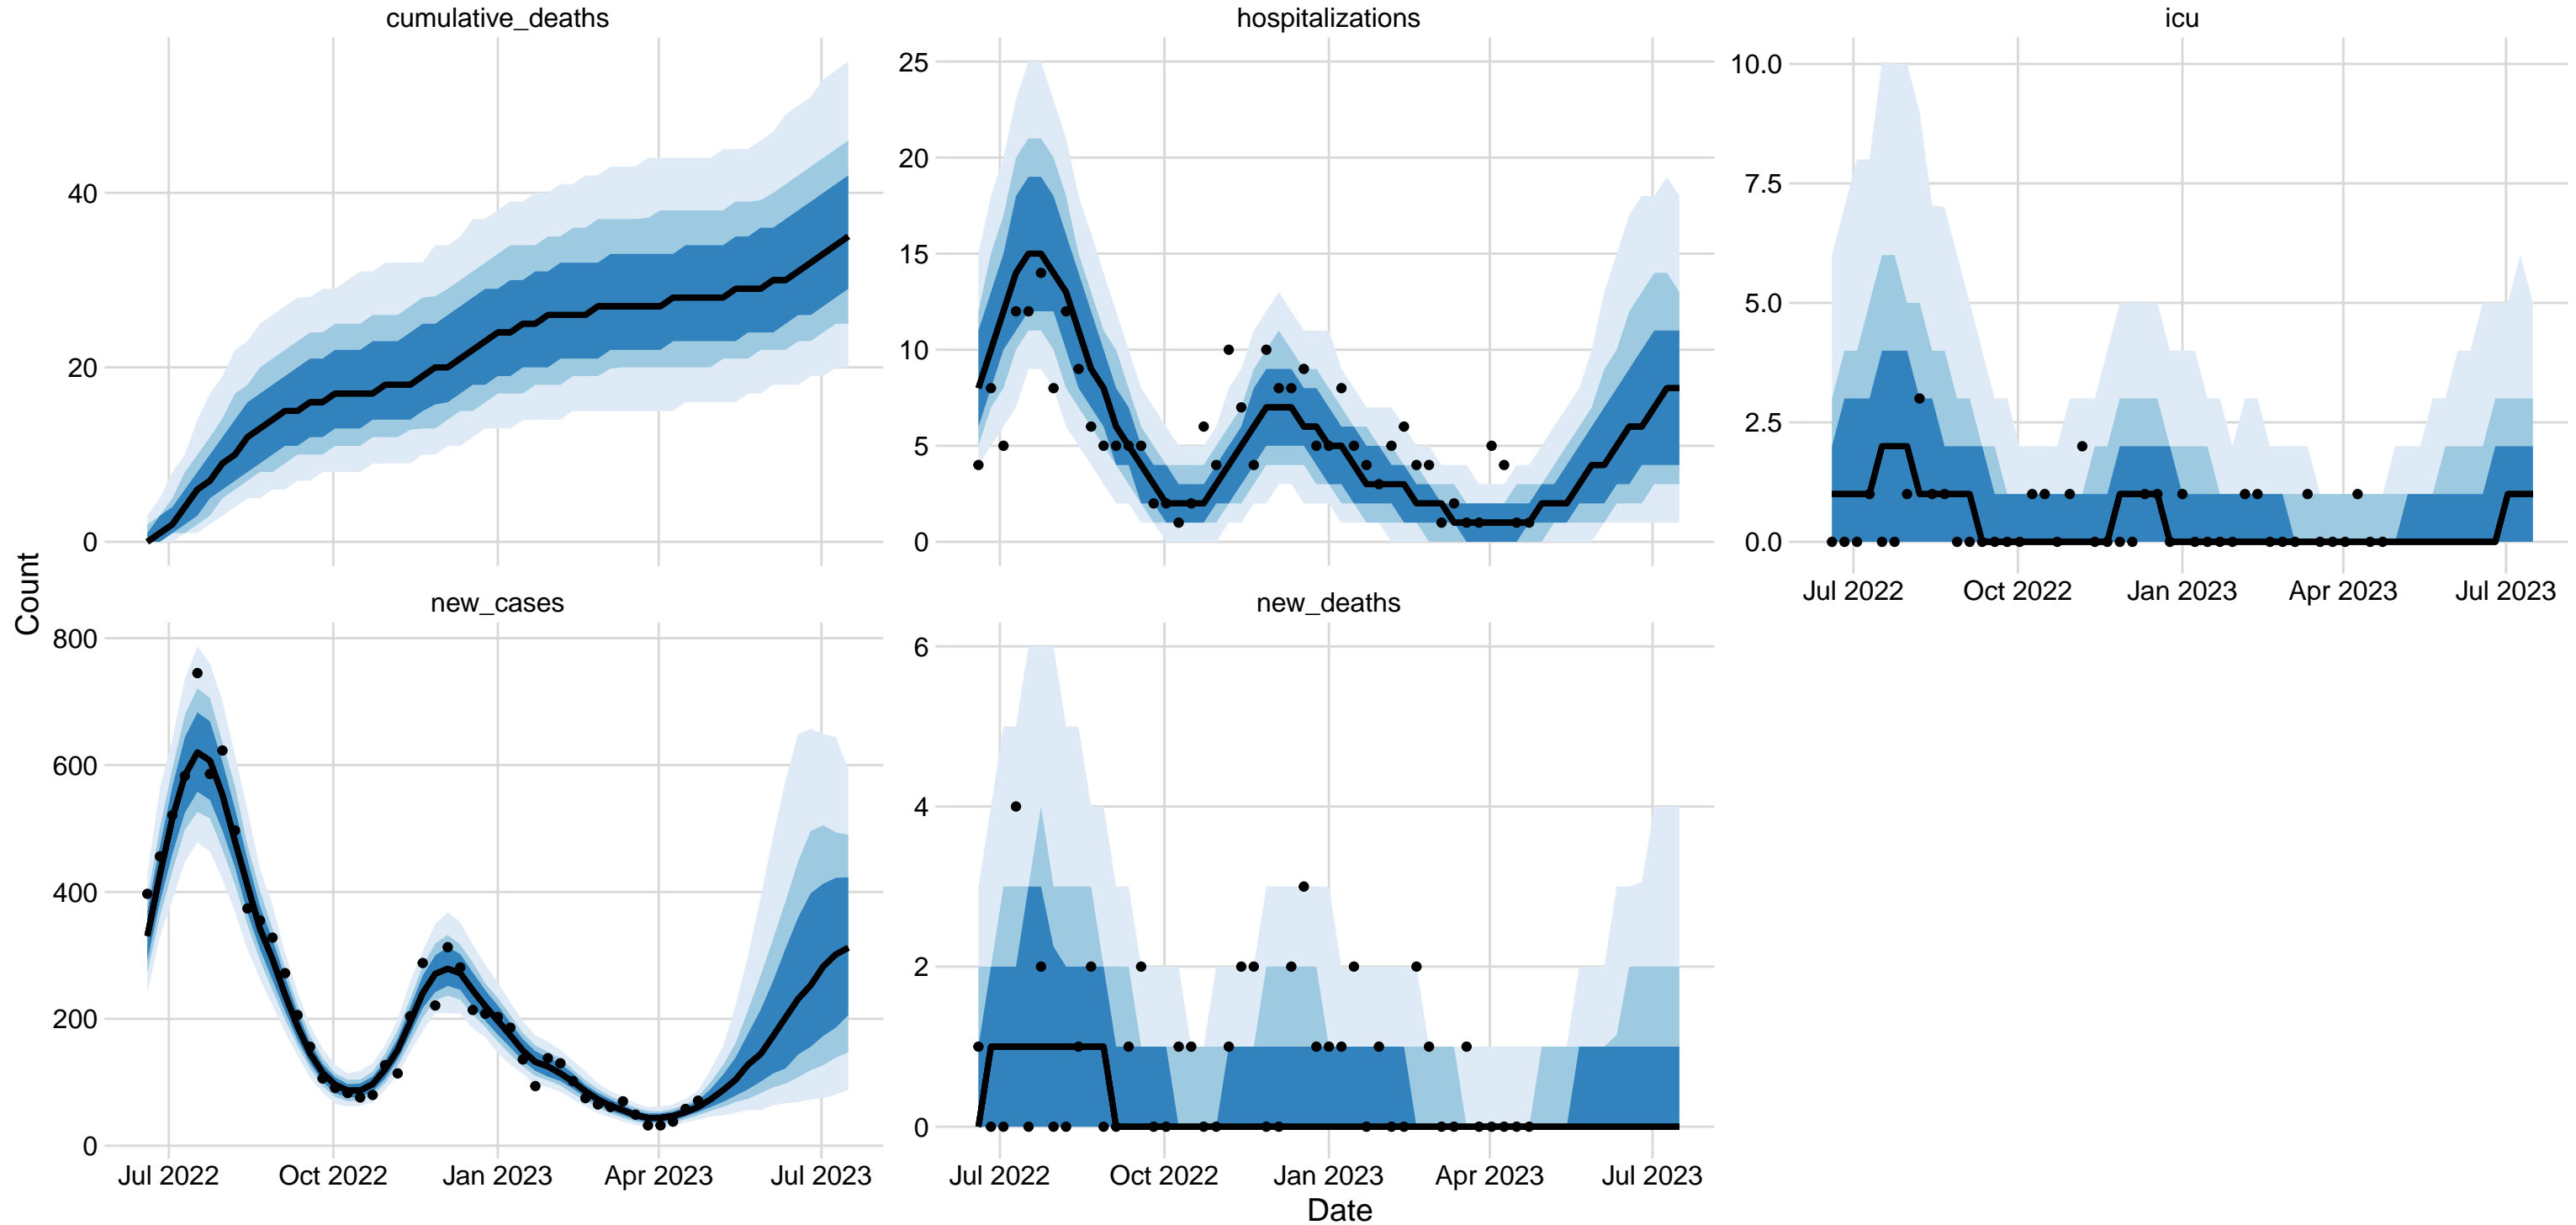 cumulative_deaths
hospitalizations
icu
40
20
0
25
20
15
10
5
0
10.0
7.5
5.0
2.5
0.0
Jul 2022 Oct 2022 Jan 2023 Apr 2023 Jul 2023
Count
new_cases
new_deaths
800
600
400
200
0
Jul 2022 Oct 2022 Jan 2023 Apr 2023 Jul 2023
6
4
2
0
Jul 2022 Oct 2022 Jan 2023 Apr 2023 Jul 2023
Date